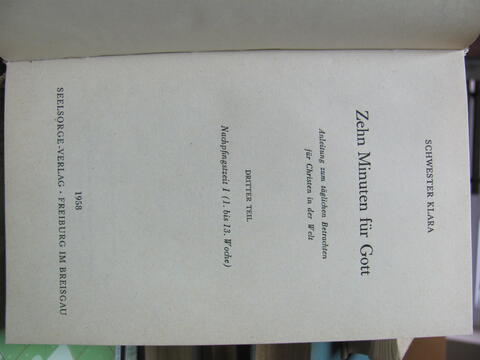 SCHWESTER KLARA
Zehn Minuten für Gott
Anleitung zum täglichen Betrachten
für Christen in der Welt
DRITTER TEIL
Nachpfingstzeit I (1. bis 13. Woche)
1958
SEELSORGE-VERLAG · FREIBURG IM BREISGAU